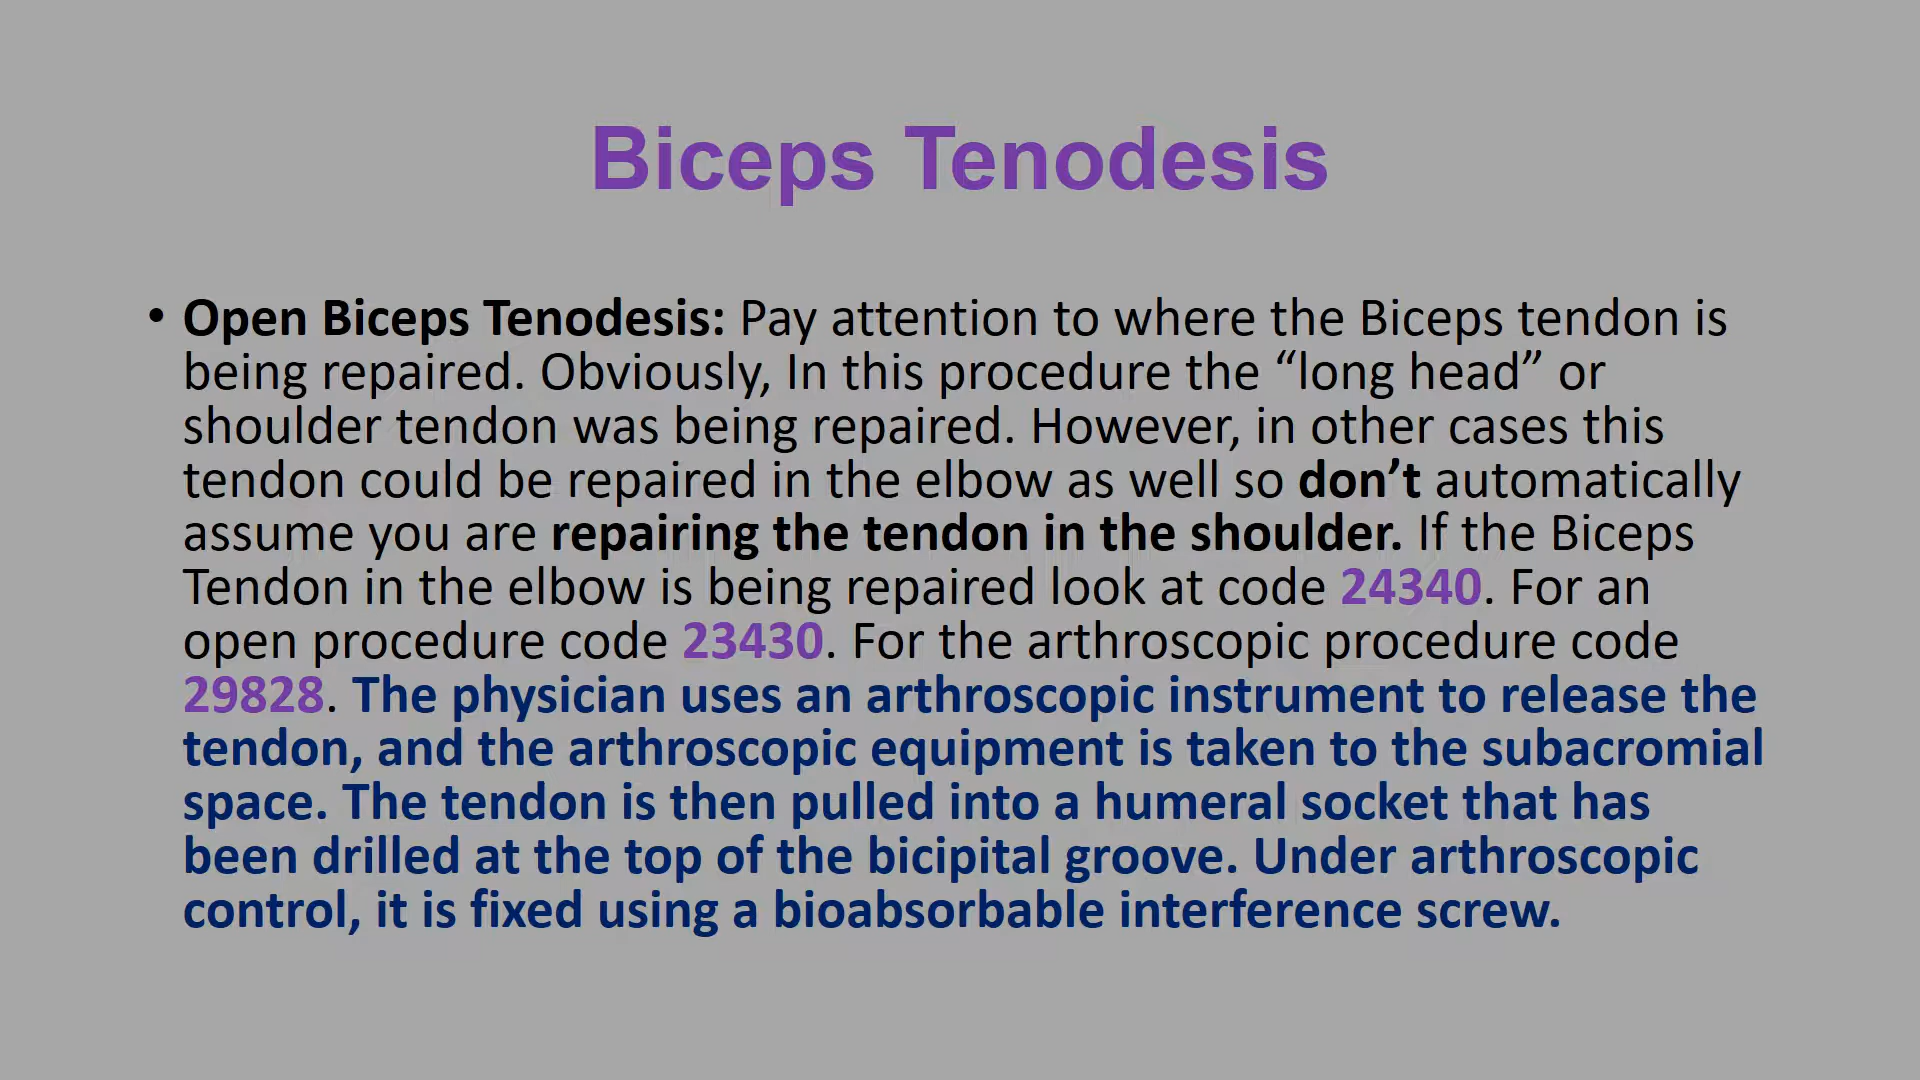 Biceps Tenodesis
• Open Biceps Tenodesis: Pay attention to where the Biceps tendon is
being repaired. Obviously, In this procedure the “long head” or
shoulder tendon was being repaired. However, in other cases this
tendon could be repaired in the elbow as well so don’t automatically
assume you are repairing the tendon in the shoulder. If the Biceps
Tendon in the elbow is being repaired look at code 24340. For an
open procedure code 23430. For the arthroscopic procedure code
29828. The physician uses an arthroscopic instrument to release the
tendon, and the arthroscopic equipment is taken to the subacromial
space. The tendon is then pulled into a humeral socket that has
been drilled at the top of the bicipital groove. Under arthroscopic
control, it is fixed using a bioabsorbable interference screw.